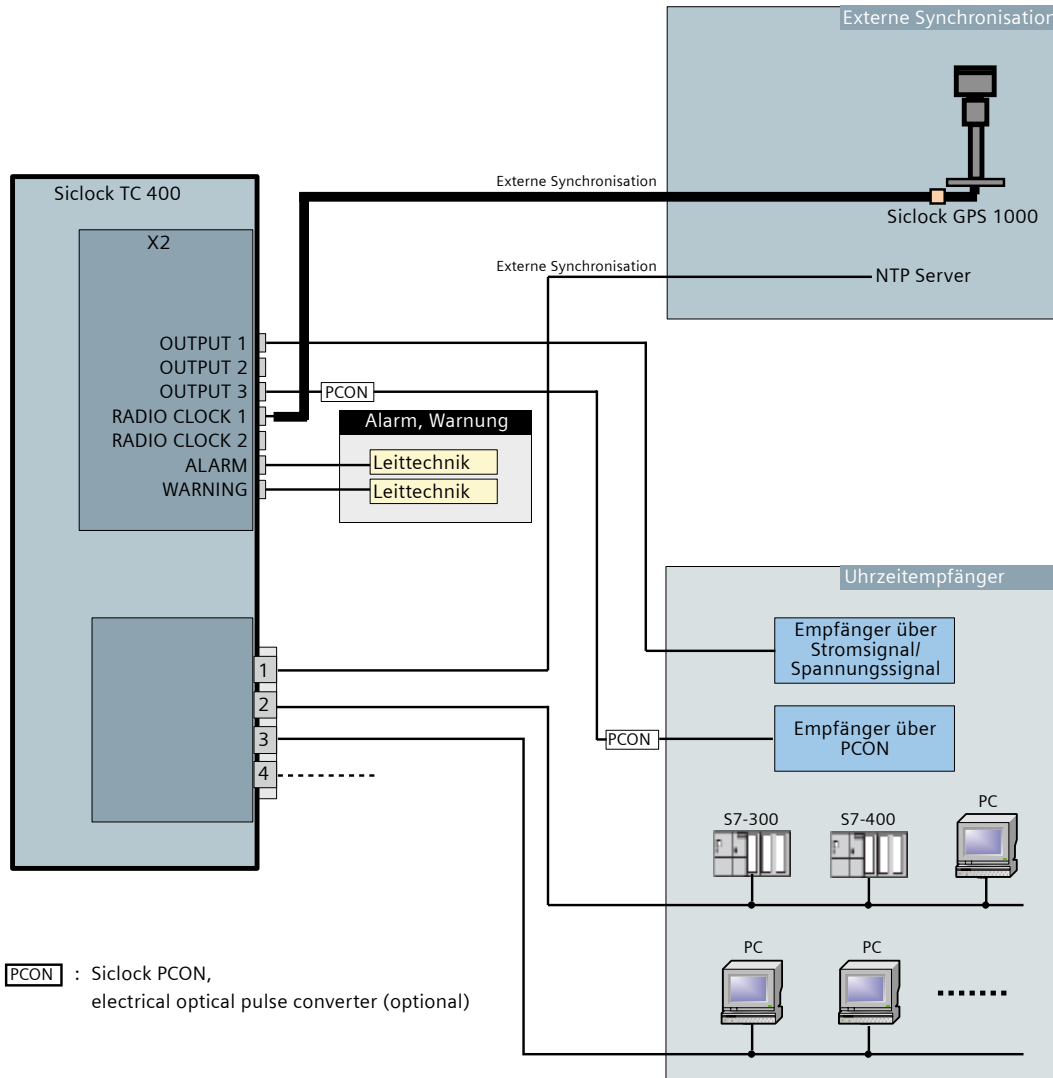 Externe Synchronisation
Siclock TC 400
X2
Externe Synchronisation
Siclock GPS 1000
Externe Synchronisation
NTP Server
OUTPUT 1
OUTPUT 2
OUTPUT 3
PCON
RADIO CLOCK 1
RADIO CLOCK 2
ALARM
WARNING
Alarm, Warnung
Leittechnik
Leittechnik
Uhrzeitempfänger
Empfänger über
Stromsignal/
Spannungssignal
1
2
3
4
PCON
Empfänger über
PCON
S7-300
S7-400
PC
PC
PC
PCON : Siclock PCON,
electrical optical pulse converter (optional)